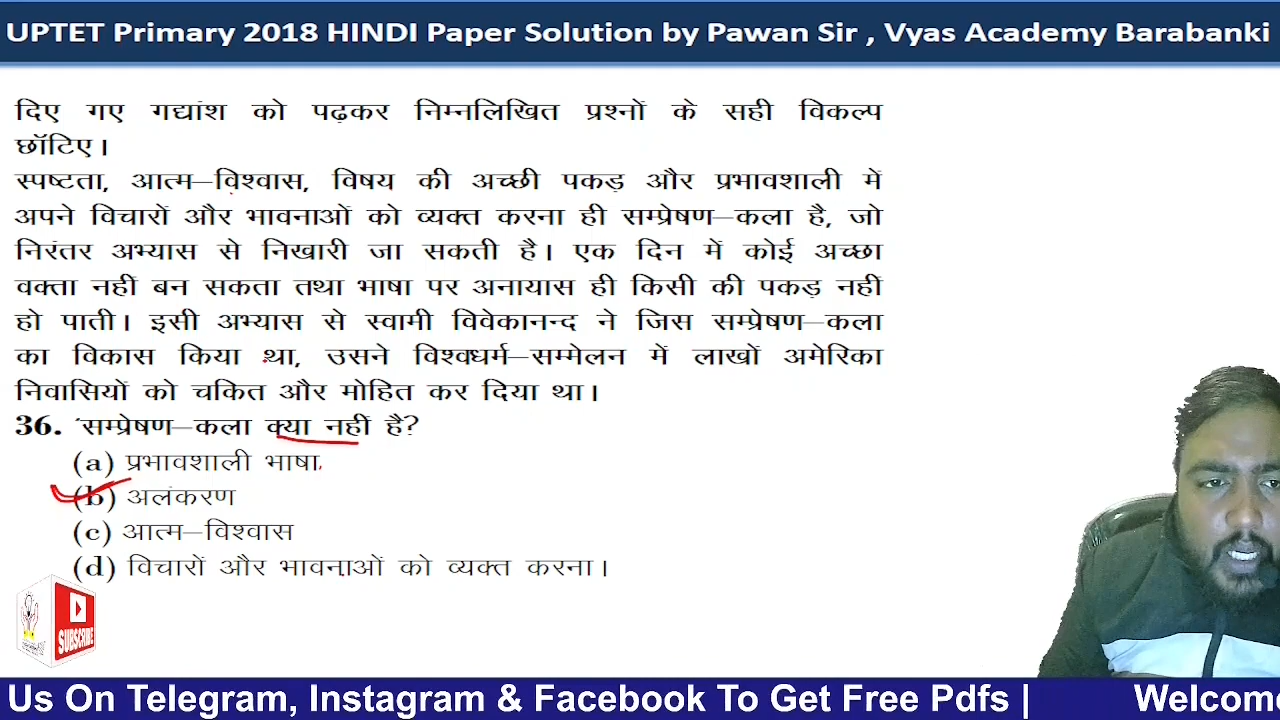 UPTET Primary 2018 HINDI Paper Solution by Pawan Sir , Vyas Academy Barabanki
दिए गए गद्यांश को पढ़कर निम्नलिखित प्रश्नों के सही विकल्प
छाँटिए।
स्पष्टता, आत्म–विश्वास, विषय की अच्छी पकड़ और प्रभावशाली में
अपने विचारों और भावनाओं को व्यक्त करना ही सम्प्रेषण–कला है, जो
निरंतर अभ्यास से निखारी जा सकती है। एक दिन में कोई अच्छा
वक्ता नहीं बन सकता तथा भाषा पर अनायास ही किसी की पकड़ नहीं
हो पाती। इसी अभ्यास से स्वामी विवेकानन्द ने जिस सम्प्रेषण–कला
का विकास किया था, उसने विश्वधर्म–सम्मेलन में लाखों अमेरिका
निवासियों को चकित और मोहित कर दिया था।
36. सम्प्रेषण–कला क्या नहीं है?
(a) प्रभावशाली भाषा
(b) अलंकरण
(c) आत्म–विश्वास
(d) विचारों और भावनाओं को व्यक्त करना।
SUBSCRIBE
Us On Telegram, Instagram & Facebook To Get Free Pdfs | Welcome